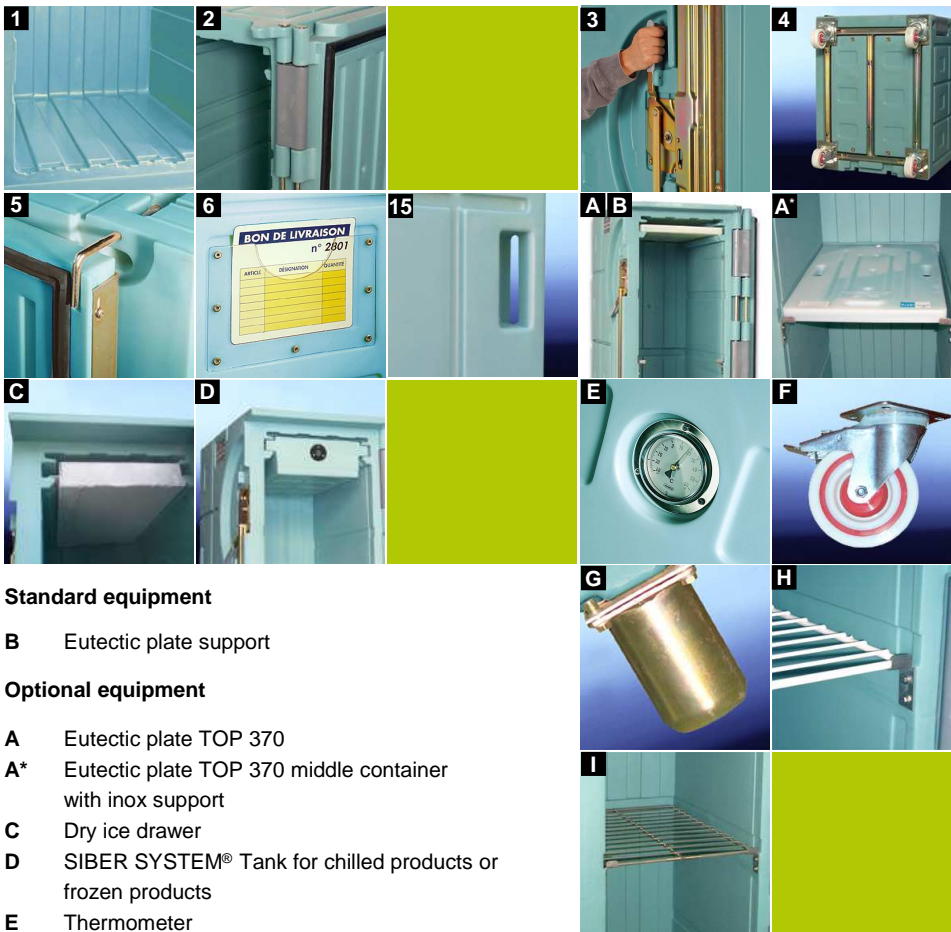 1
2
3
4
5
6
BON DE LIVRAISON
n° 2801
ARTICLE DÉSIGNATION QUANTITÉ
15
A B
A*
C
D
E
F
G
H
I
Standard equipment
B Eutectic plate support
Optional equipment
A Eutectic plate TOP 370
A* Eutectic plate TOP 370 middle container
with inox support
C Dry ice drawer
D SIBER SYSTEM® Tank for chilled products or
frozen products
E Thermometer